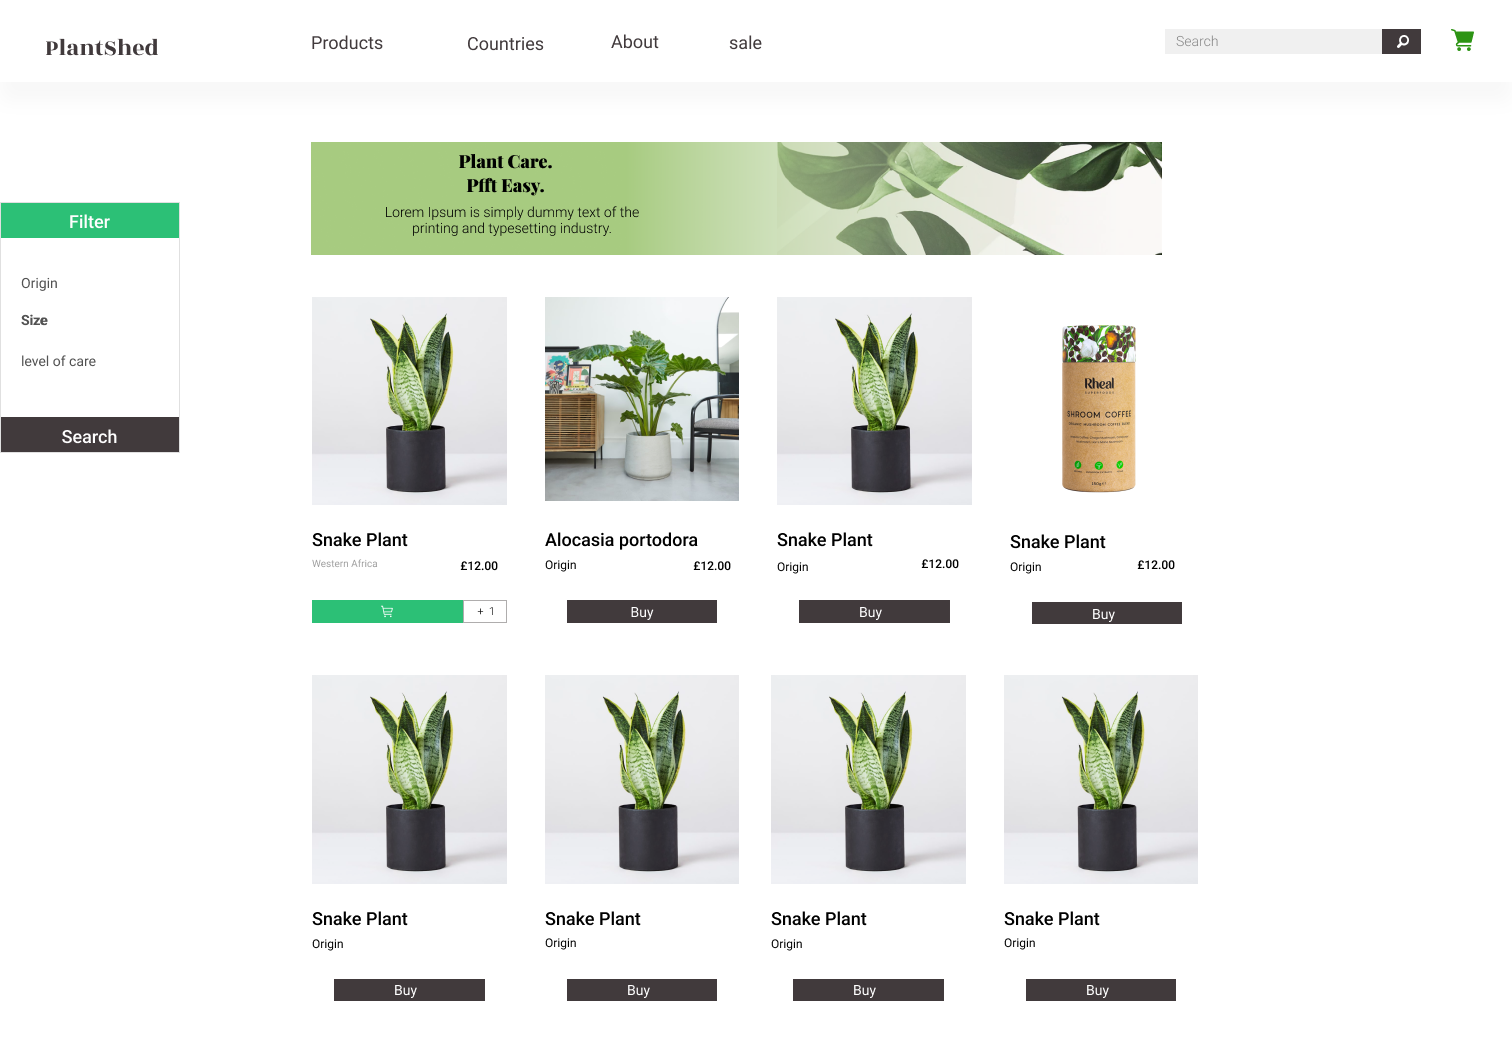 PlantShed
Products
Countries
About
sale
Search
Plant Care.
Pfft Easy.
Lorem Ipsum is simply dummy text of the
printing and typesetting industry.
Filter
Origin
Size
level of care
Search
Rheal
SUPERFOODS
SHROOM COFFEE
Snake Plant
Western Africa
£12.00
+ 1
Alocasia portodora
Origin
£12.00
Buy
Snake Plant
Origin
£12.00
Buy
Snake Plant
Origin
£12.00
Buy
Snake Plant
Origin
Buy
Snake Plant
Origin
Buy
Snake Plant
Origin
Buy
Snake Plant
Origin
Buy